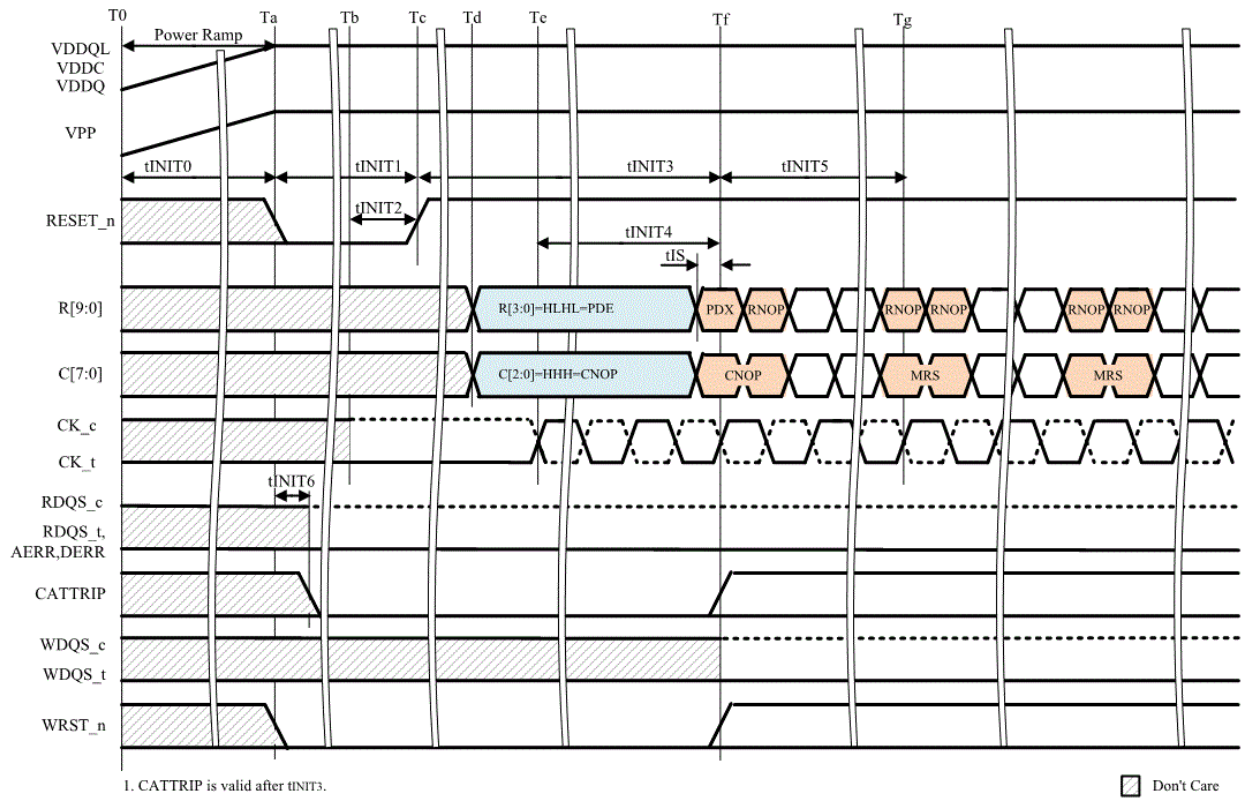 T0 Ta Tb Tc Td Te Tf Tg
Power Ramp
VDDQL
VDDC
VDDQ
VPP
tINIT0 tINIT1 tINIT3 tINIT5
RESET_n
tINIT2
tINIT4
tIS
R[9:0] R[3:0]=HLHL=PDE PDX RNOP RNOP RNOP RNOP RNOP
C[7:0] C[2:0]=HHH=CNOP CNOP MRS MRS
CK_c
CK_t
tINIT6
RDQS_c
RDQS_t,
AERR,DERR
CATTRIP
WDQS_c
WDQS_t
WRST_n
1. CATTRIP is valid after tINIT3.
Don't Care